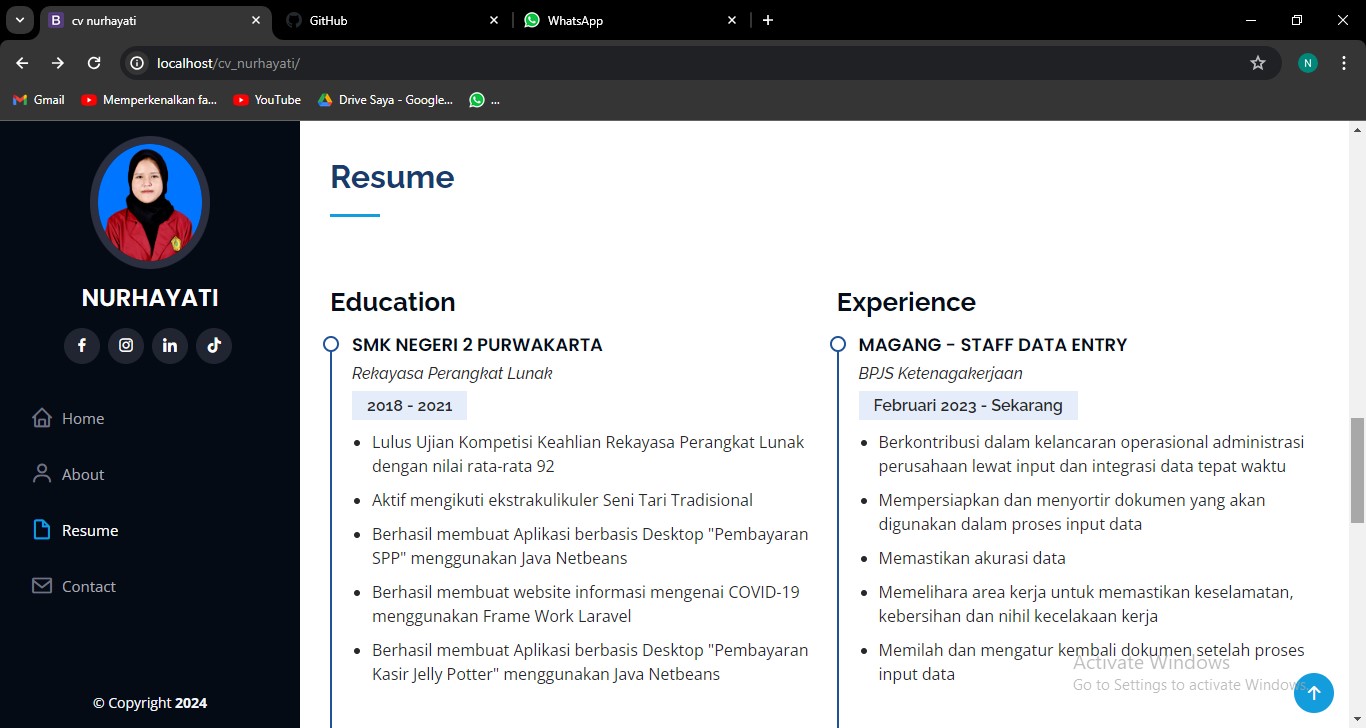 cv nurhayati
GitHub
WhatsApp
localhost/cv_nurhayati/
N
Gmail
Memperkenalkan fa...
YouTube
Drive Saya - Google...
...
NURHAYATI
Home
About
Resume
Contact
© Copyright 2024
Resume
Education
SMK NEGERI 2 PURWAKARTA
Rekayasa Perangkat Lunak
2018 - 2021
Lulus Ujian Kompetisi Keahlian Rekayasa Perangkat Lunak
dengan nilai rata-rata 92
Aktif mengikuti ekstrakulikuler Seni Tari Tradisional
Berhasil membuat Aplikasi berbasis Desktop "Pembayaran
SPP" menggunakan Java Netbeans
Berhasil membuat website informasi mengenai COVID-19
menggunakan Frame Work Laravel
Berhasil membuat Aplikasi berbasis Desktop "Pembayaran
Kasir Jelly Potter" menggunakan Java Netbeans
Experience
MAGANG - STAFF DATA ENTRY
BPJS Ketenagakerjaan
Februari 2023 - Sekarang
Berkontribusi dalam kelancaran operasional administrasi
perusahaan lewat input dan integrasi data tepat waktu
Mempersiapkan dan menyortir dokumen yang akan
digunakan dalam proses input data
Memastikan akurasi data
Memelihara area kerja untuk memastikan keselamatan,
kebersihan dan nihil kecelakaan kerja
Memilah dan mengatur kembali dokumen setelah proses
input data
Activate Windows
Go to Settings to activate Windows.